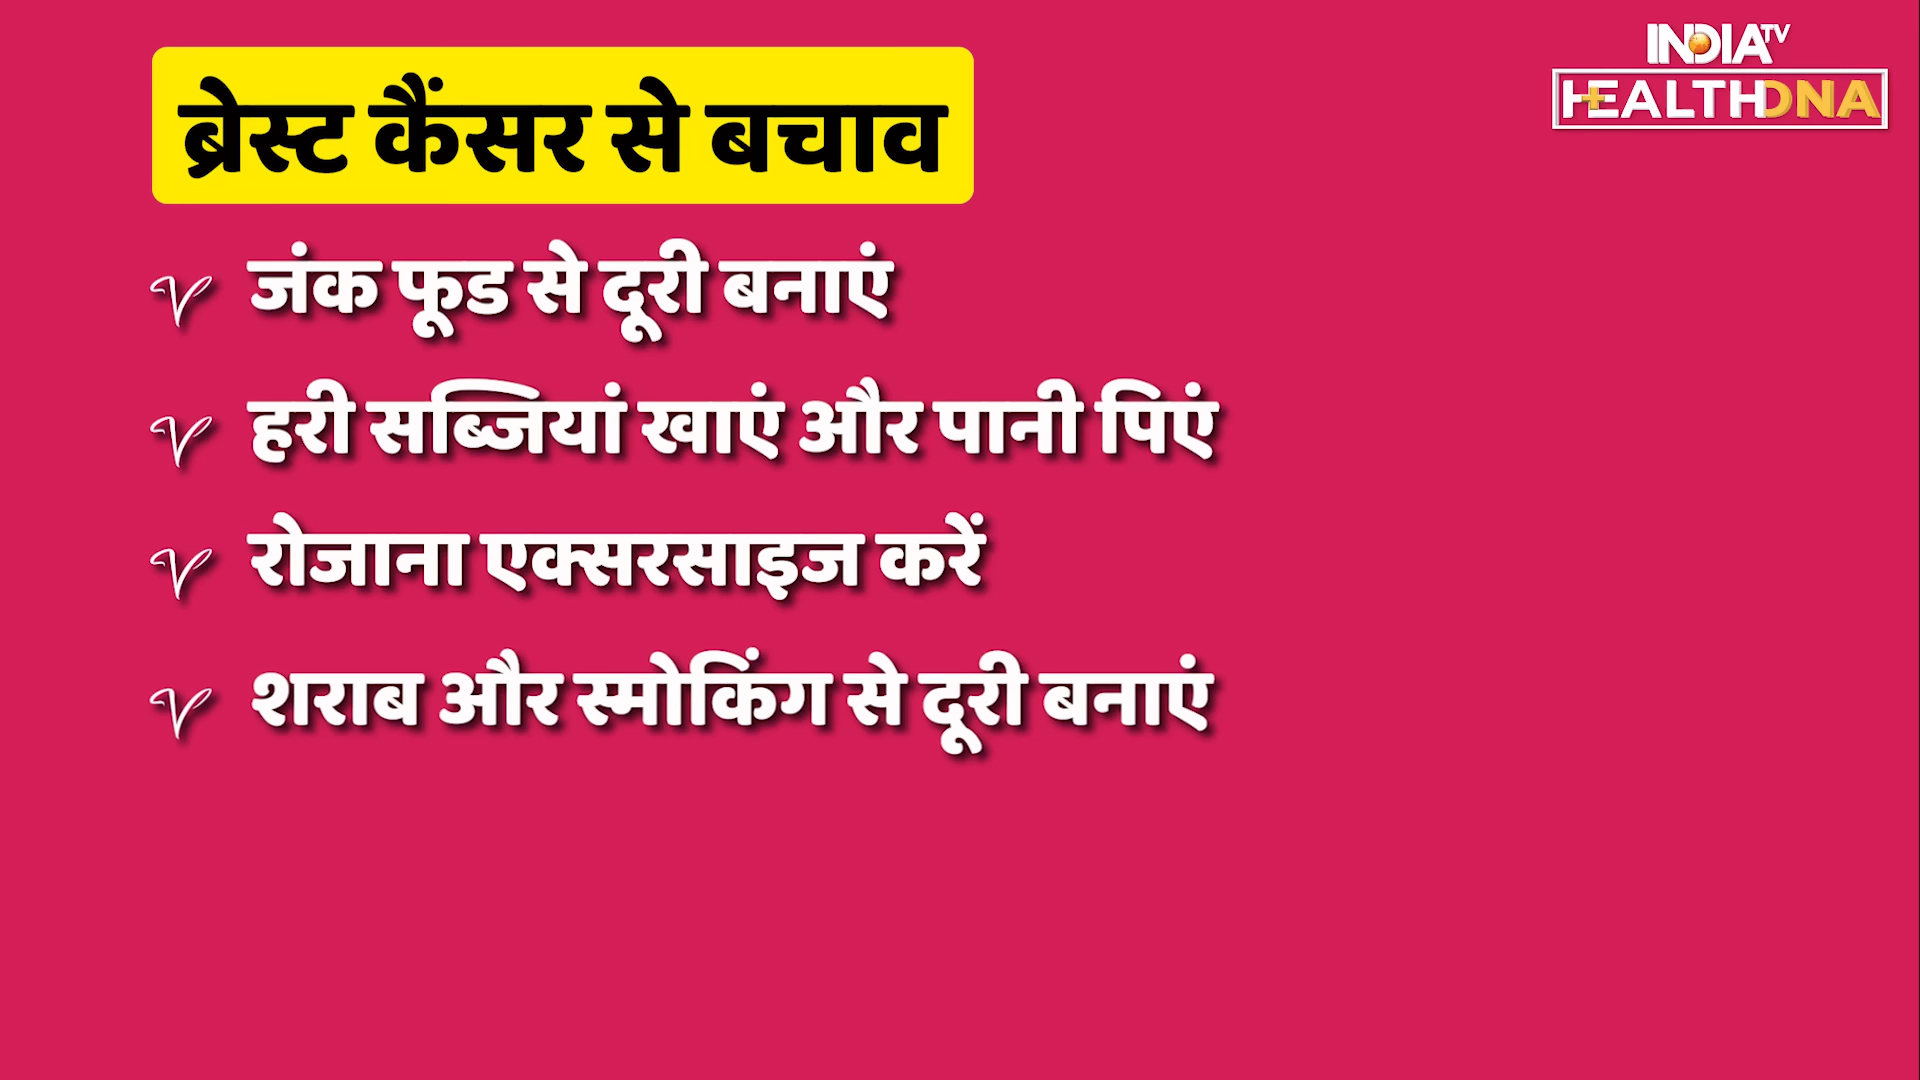 INDIA TV
HEALTH DNA
ब्रेस्ट कैंसर से बचाव
जंक फूड से दूरी बनाएं
हरी सब्जियां खाएं और पानी पिएं
रोजाना एक्सरसाइज करें
शराब और स्मोकिंग से दूरी बनाएं